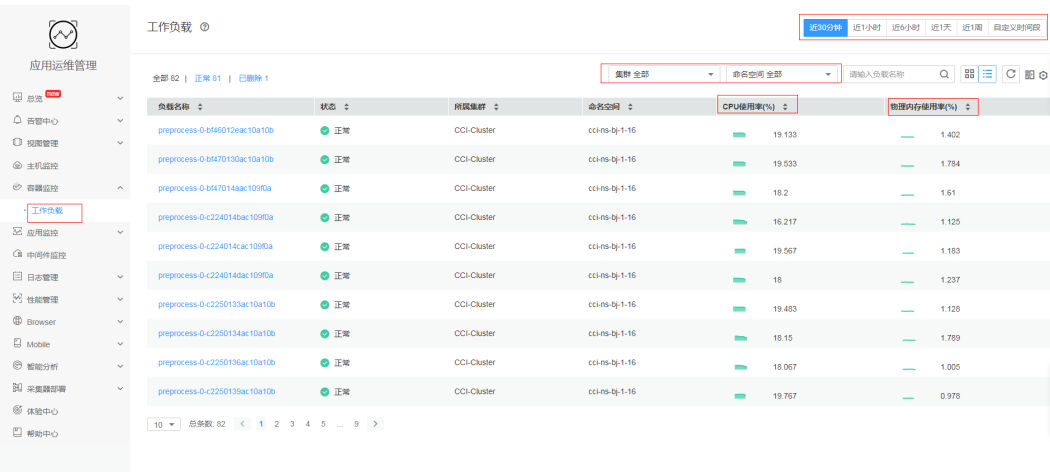 工作负载
近30分钟 近1小时 近6小时 近1天 近1周 自定义时间段
应用运维管理
全部 82 | 正常 81 | 已删除 1
集群 全部 命名空间 全部 请输入负载名称
总览 new
告警中心
视图管理
主机监控
容器监控
工作负载
应用监控
中间件监控
日志管理
性能管理
Browser
Mobile
智能分析
采集器部署
体验中心
帮助中心
负载名称 状态 所属集群 命名空间 CPU使用率(%) 物理内存使用率(%)
preprocess-0-bf46012eac10a10b 正常 CCI-Cluster cci-ns-bj-1-16 19.133 1.402
preprocess-0-bf470130ac10a10b 正常 CCI-Cluster cci-ns-bj-1-16 19.533 1.784
preprocess-0-bf47014aac109f0a 正常 CCI-Cluster cci-ns-bj-1-16 18.2 1.61
preprocess-0-c224014bac109f0a 正常 CCI-Cluster cci-ns-bj-1-16 16.217 1.125
preprocess-0-c224014cac109f0a 正常 CCI-Cluster cci-ns-bj-1-16 19.567 1.183
preprocess-0-c224014dac109f0a 正常 CCI-Cluster cci-ns-bj-1-16 18 1.237
preprocess-0-c2250133ac10a10b 正常 CCI-Cluster cci-ns-bj-1-16 19.483 1.128
preprocess-0-c2250134ac10a10b 正常 CCI-Cluster cci-ns-bj-1-16 18.15 1.789
preprocess-0-c2250136ac10a10b 正常 CCI-Cluster cci-ns-bj-1-16 18.067 1.005
preprocess-0-c2250139ac10a10b 正常 CCI-Cluster cci-ns-bj-1-16 19.767 0.978
10 总条数: 82 < 1 2 3 4 5 ... 9 >